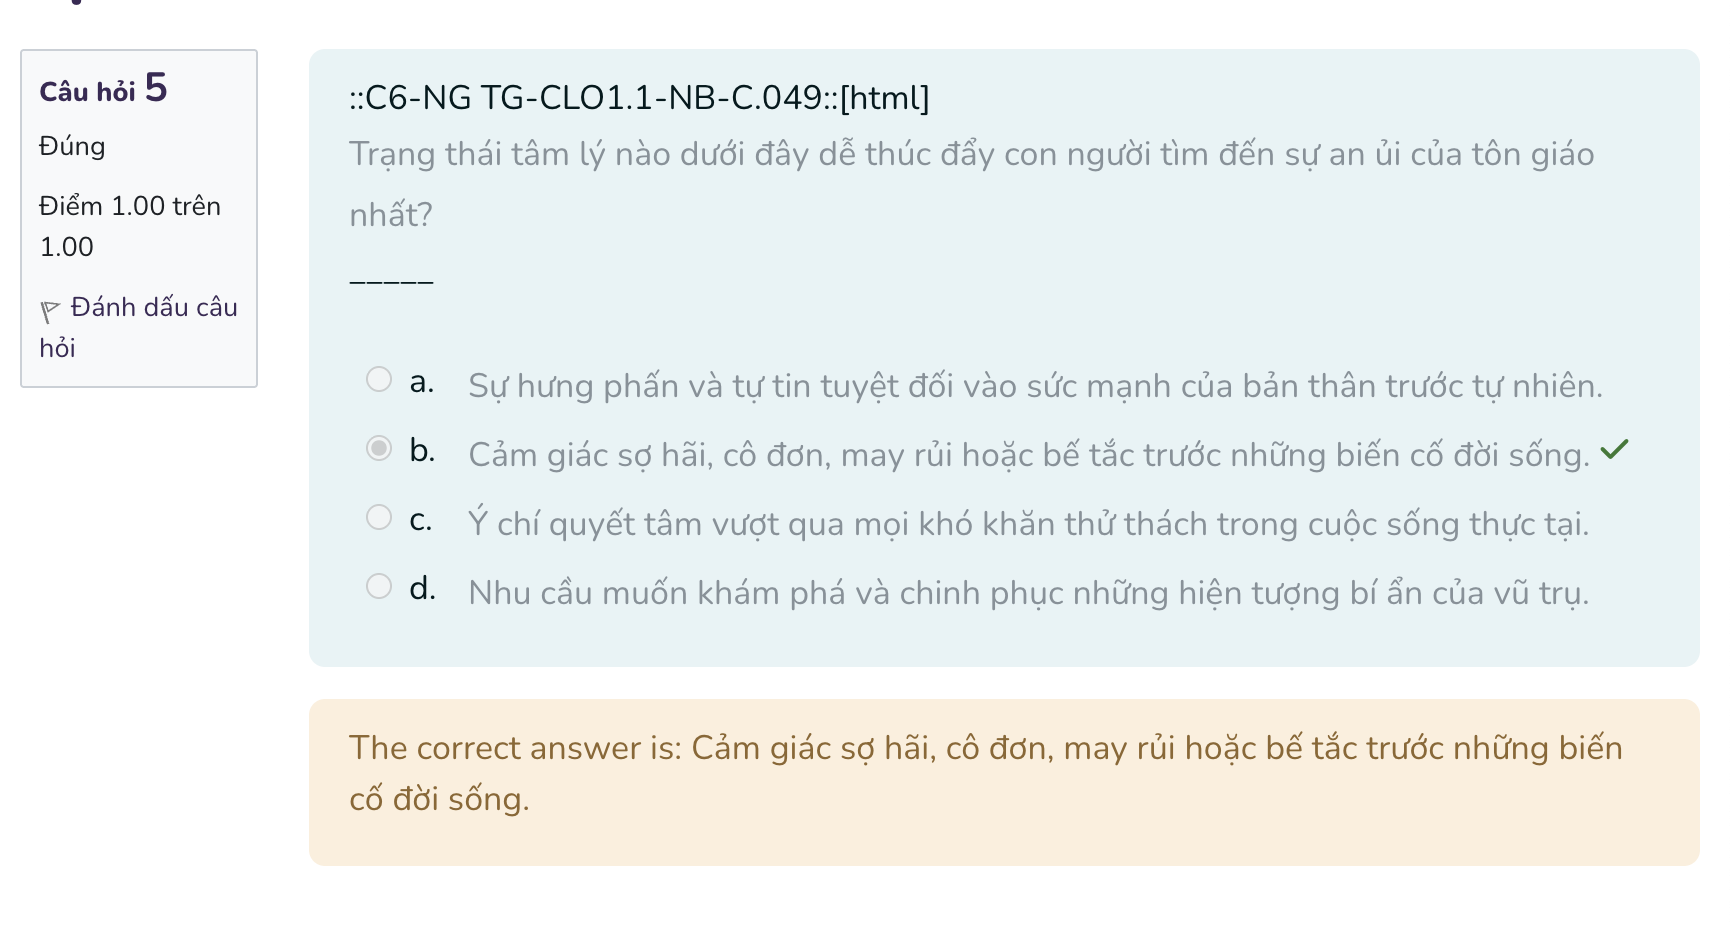 Câu hỏi 5
Đúng
Điểm 1.00 trên
1.00
Đánh dấu câu
hỏi
::C6-NG TG-CLO1.1-NB-C.049::[html]
Trạng thái tâm lý nào dưới đây dễ thúc đẩy con người tìm đến sự an ủi của tôn giáo
nhất?
_____
a. Sự hưng phấn và tự tin tuyệt đối vào sức mạnh của bản thân trước tự nhiên.
b. Cảm giác sợ hãi, cô đơn, may rủi hoặc bế tắc trước những biến cố đời sống.
c. Ý chí quyết tâm vượt qua mọi khó khăn thử thách trong cuộc sống thực tại.
d. Nhu cầu muốn khám phá và chinh phục những hiện tượng bí ẩn của vũ trụ.
The correct answer is: Cảm giác sợ hãi, cô đơn, may rủi hoặc bế tắc trước những biến
cố đời sống.